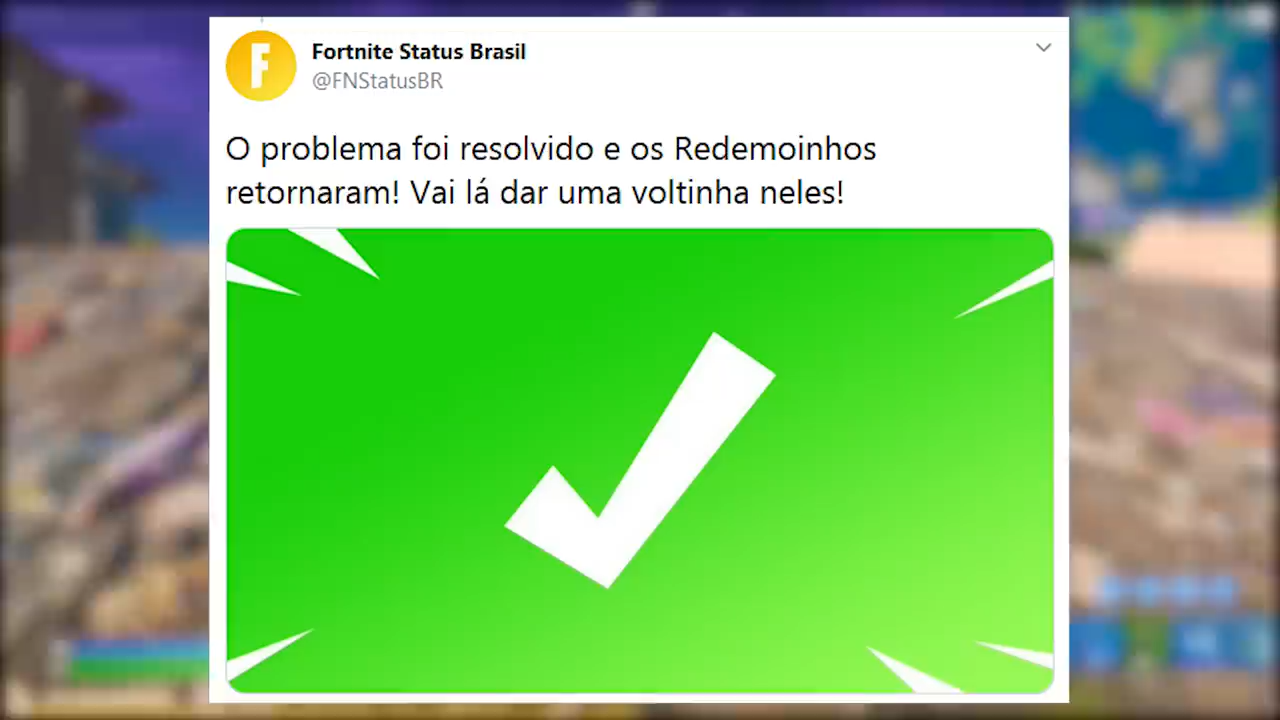 F
Fortnite Status Brasil
@FNStatusBR
O problema foi resolvido e os Redemoinhos
retornaram! Vai lá dar uma voltinha neles!